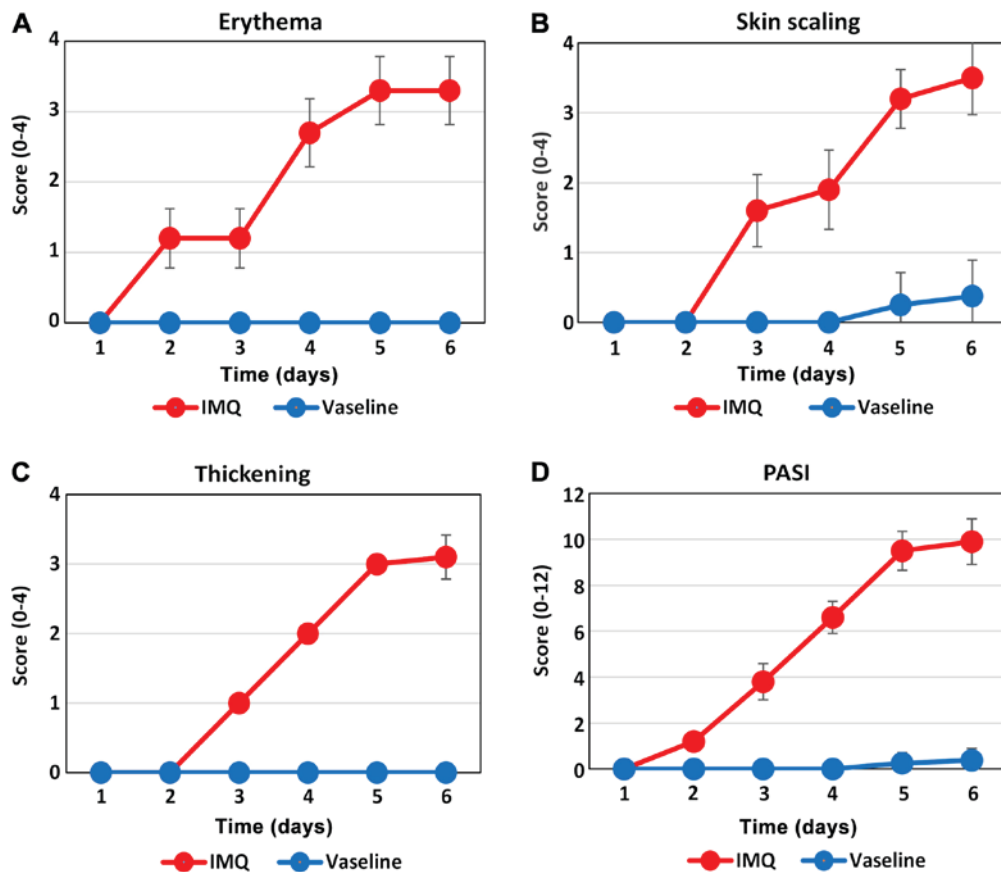 A Erythema
4
3
2
1
0
Score (0-4)
1 2 3 4 5 6
Time (days)
IMQ Vaseline
B Skin scaling
4
3
2
1
0
Score (0-4)
1 2 3 4 5 6
Time (days)
IMQ Vaseline
C Thickening
4
3
2
1
0
Score (0-4)
1 2 3 4 5 6
Time (days)
IMQ Vaseline
D PASI
12
10
8
6
4
2
0
Score (0-12)
1 2 3 4 5 6
Time (days)
IMQ Vaseline